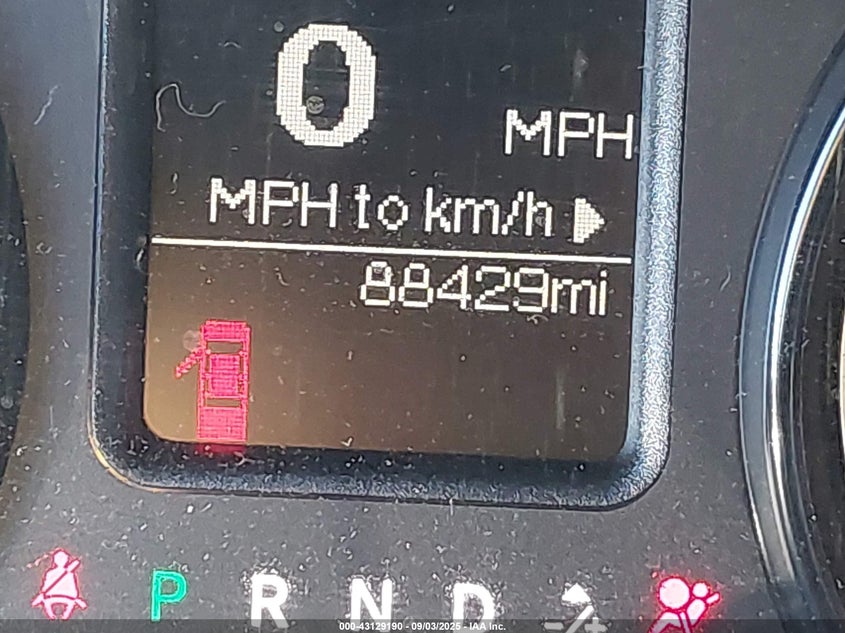 0
MPH
MPH to km/h
88429mi
P R N D -/+
000-43129190 - 09/03/2025 - IAA Inc.